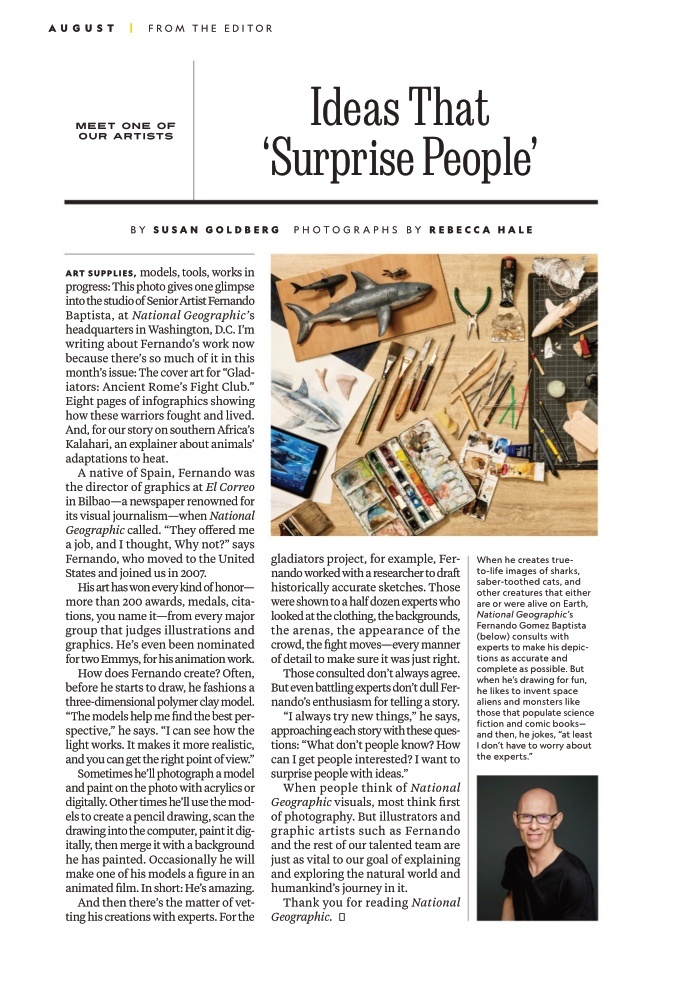 AUGUST | FROM THE EDITOR
MEET ONE OF
OUR ARTISTS
Ideas That
‘Surprise People’
BY SUSAN GOLDBERG PHOTOGRAPHS BY REBECCA HALE
ART SUPPLIES, models, tools, works in
progress: This photo gives one glimpse
into the studio of Senior Artist Fernando
Baptista, at National Geographic’s
headquarters in Washington, D.C. I’m
writing about Fernando’s work now
because there’s so much of it in this
month’s issue: The cover art for “Glad-
iators: Ancient Rome’s Fight Club.”
Eight pages of infographics showing
how these warriors fought and lived.
And, for our story on southern Africa’s
Kalahari, an explainer about animals’
adaptations to heat.
A native of Spain, Fernando was
the director of graphics at El Correo
in Bilbao—a newspaper renowned for
its visual journalism—when National
Geographic called. “They offered me
a job, and I thought, Why not?” says
Fernando, who moved to the United
States and joined us in 2007.
His art has won every kind of honor—
more than 200 awards, medals, cita-
tions, you name it—from every major
group that judges illustrations and
graphics. He’s even been nominated
for two Emmys, for his animation work.
How does Fernando create? Often,
before he starts to draw, he fashions a
three-dimensional polymer clay model.
“The models help me find the best per-
spective,” he says. “I can see how the
light works. It makes it more realistic,
and you can get the right point of view.”
Sometimes he’ll photograph a model
and paint on the photo with acrylics or
digitally. Other times he’ll use the mod-
els to create a pencil drawing, scan the
drawing into the computer, paint it dig-
itally, then merge it with a background
he has painted. Occasionally he will
make one of his models a figure in an
animated film. In short: He’s amazing.
And then there’s the matter of vet-
ting his creations with experts. For the
gladiators project, for example, Fer-
nando worked with a researcher to draft
historically accurate sketches. Those
were shown to a half dozen experts who
looked at the clothing, the backgrounds,
the arenas, the appearance of the
crowd, the fight moves—every manner
of detail to make sure it was just right.
Those consulted don’t always agree.
But even battling experts don’t dull Fer-
nando’s enthusiasm for telling a story.
“I always try new things,” he says,
approaching each story with these ques-
tions: “What don’t people know? How
can I get people interested? I want to
surprise people with ideas.”
When people think of National
Geographic visuals, most think first
of photography. But illustrators and
graphic artists such as Fernando
and the rest of our talented team are
just as vital to our goal of explaining
and exploring the natural world and
humankind’s journey in it.
Thank you for reading National
Geographic.
When he creates true-
to-life images of sharks,
saber-toothed cats, and
other creatures that either
are or were alive on Earth,
National Geographic’s
Fernando Gomez Baptista
(below) consults with
experts to make his depic-
tions as accurate and
complete as possible. But
when he’s drawing for fun,
he likes to invent space
aliens and monsters like
those that populate science
fiction and comic books—
and then, he jokes, “at least
I don’t have to worry about
the experts.”